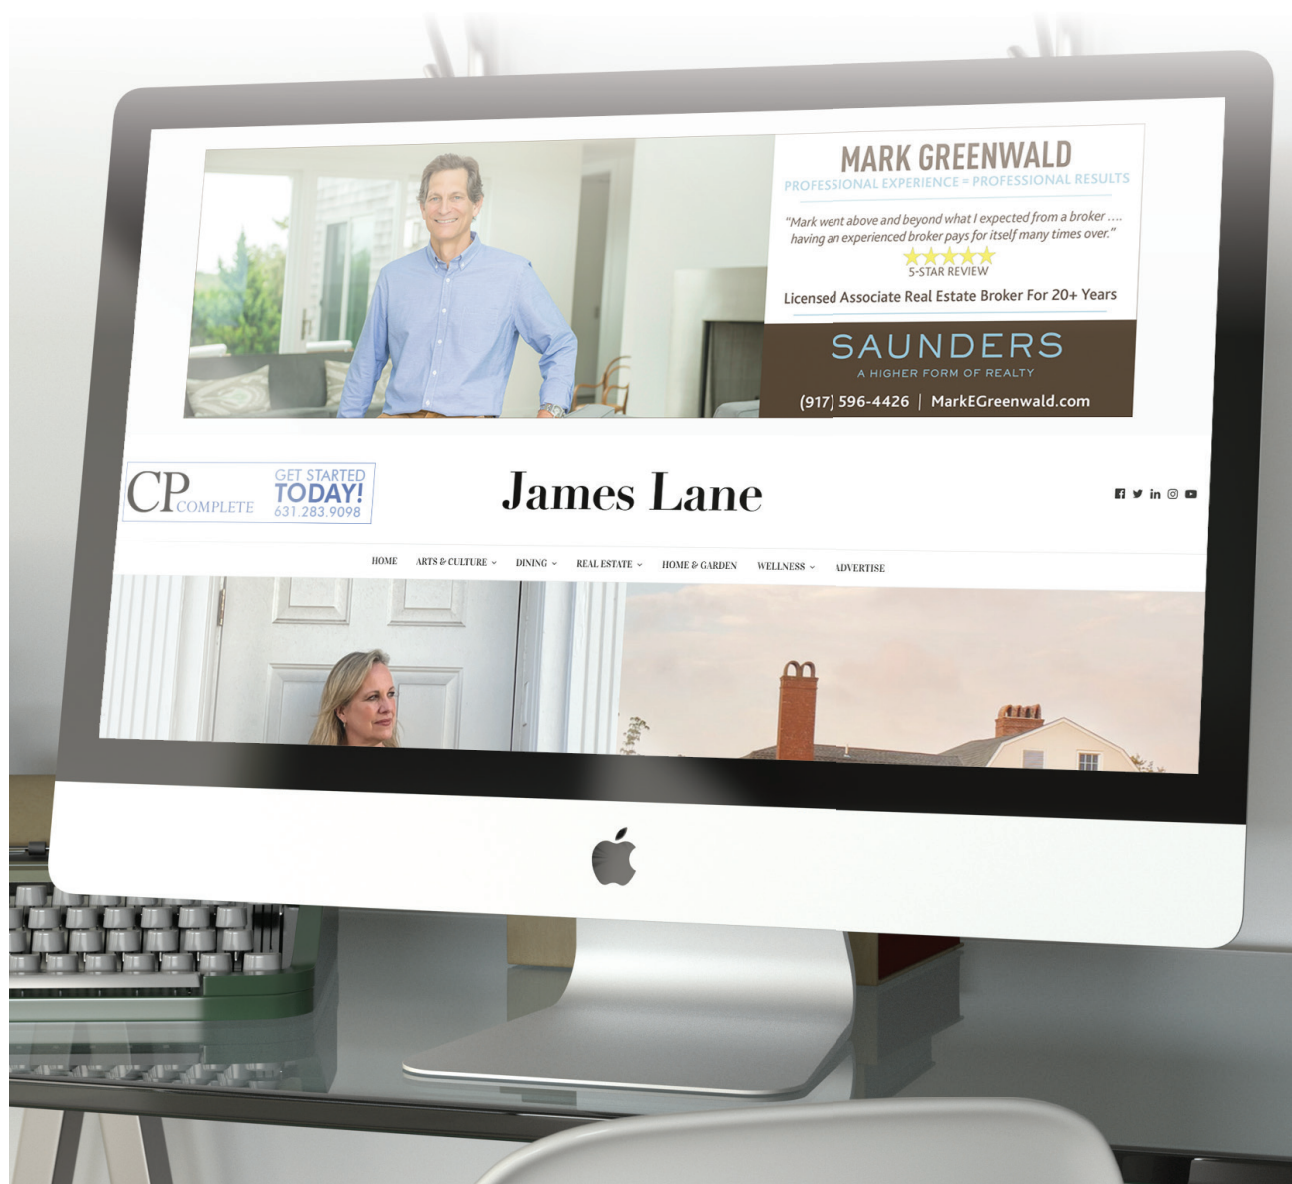 MARK GREENWALD
PROFESSIONAL EXPERIENCE = PROFESSIONAL RESULTS
"Mark went above and beyond what I expected from a broker ....
having an experienced broker pays for itself many times over."
5-STAR REVIEW
Licensed Associate Real Estate Broker For 20+ Years
SAUNDERS
A HIGHER FORM OF REALTY
(917) 596-4426 | MarkEGreenwald.com
CP COMPLETE
GET STARTED
TODAY!
631.283.9098
James Lane
HOME ARTS & CULTURE DINING REAL ESTATE HOME & GARDEN WELLNESS ADVERTISE